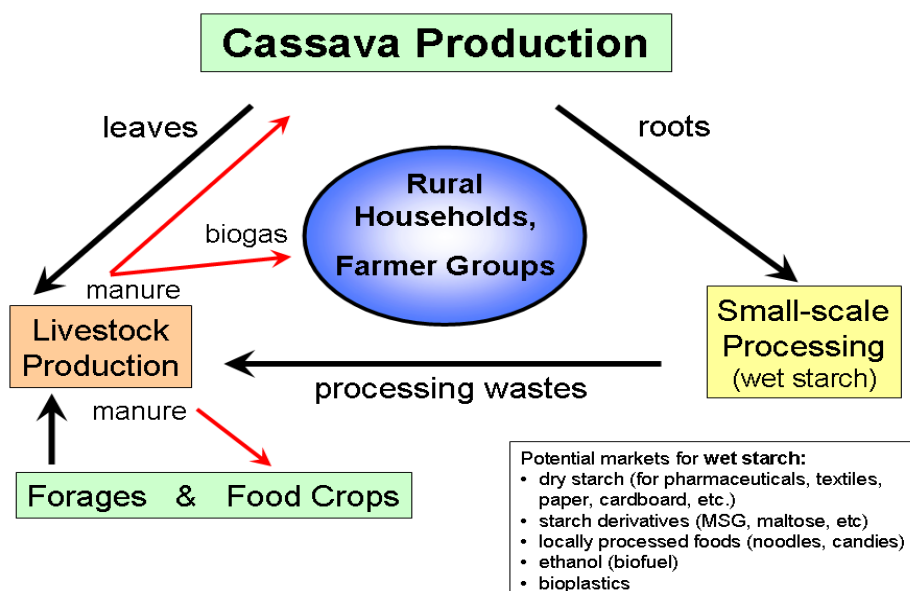 Cassava Production
leaves
roots
Rural
Households,
Farmer Groups
biogas
manure
Livestock
Production
Small-scale
Processing
(wet starch)
processing wastes
manure
Forages & Food Crops
Potential markets for wet starch:
• dry starch (for pharmaceuticals, textiles,
paper, cardboard, etc.)
• starch derivatives (MSG, maltose, etc)
• locally processed foods (noodles, candies)
• ethanol (biofuel)
• bioplastics